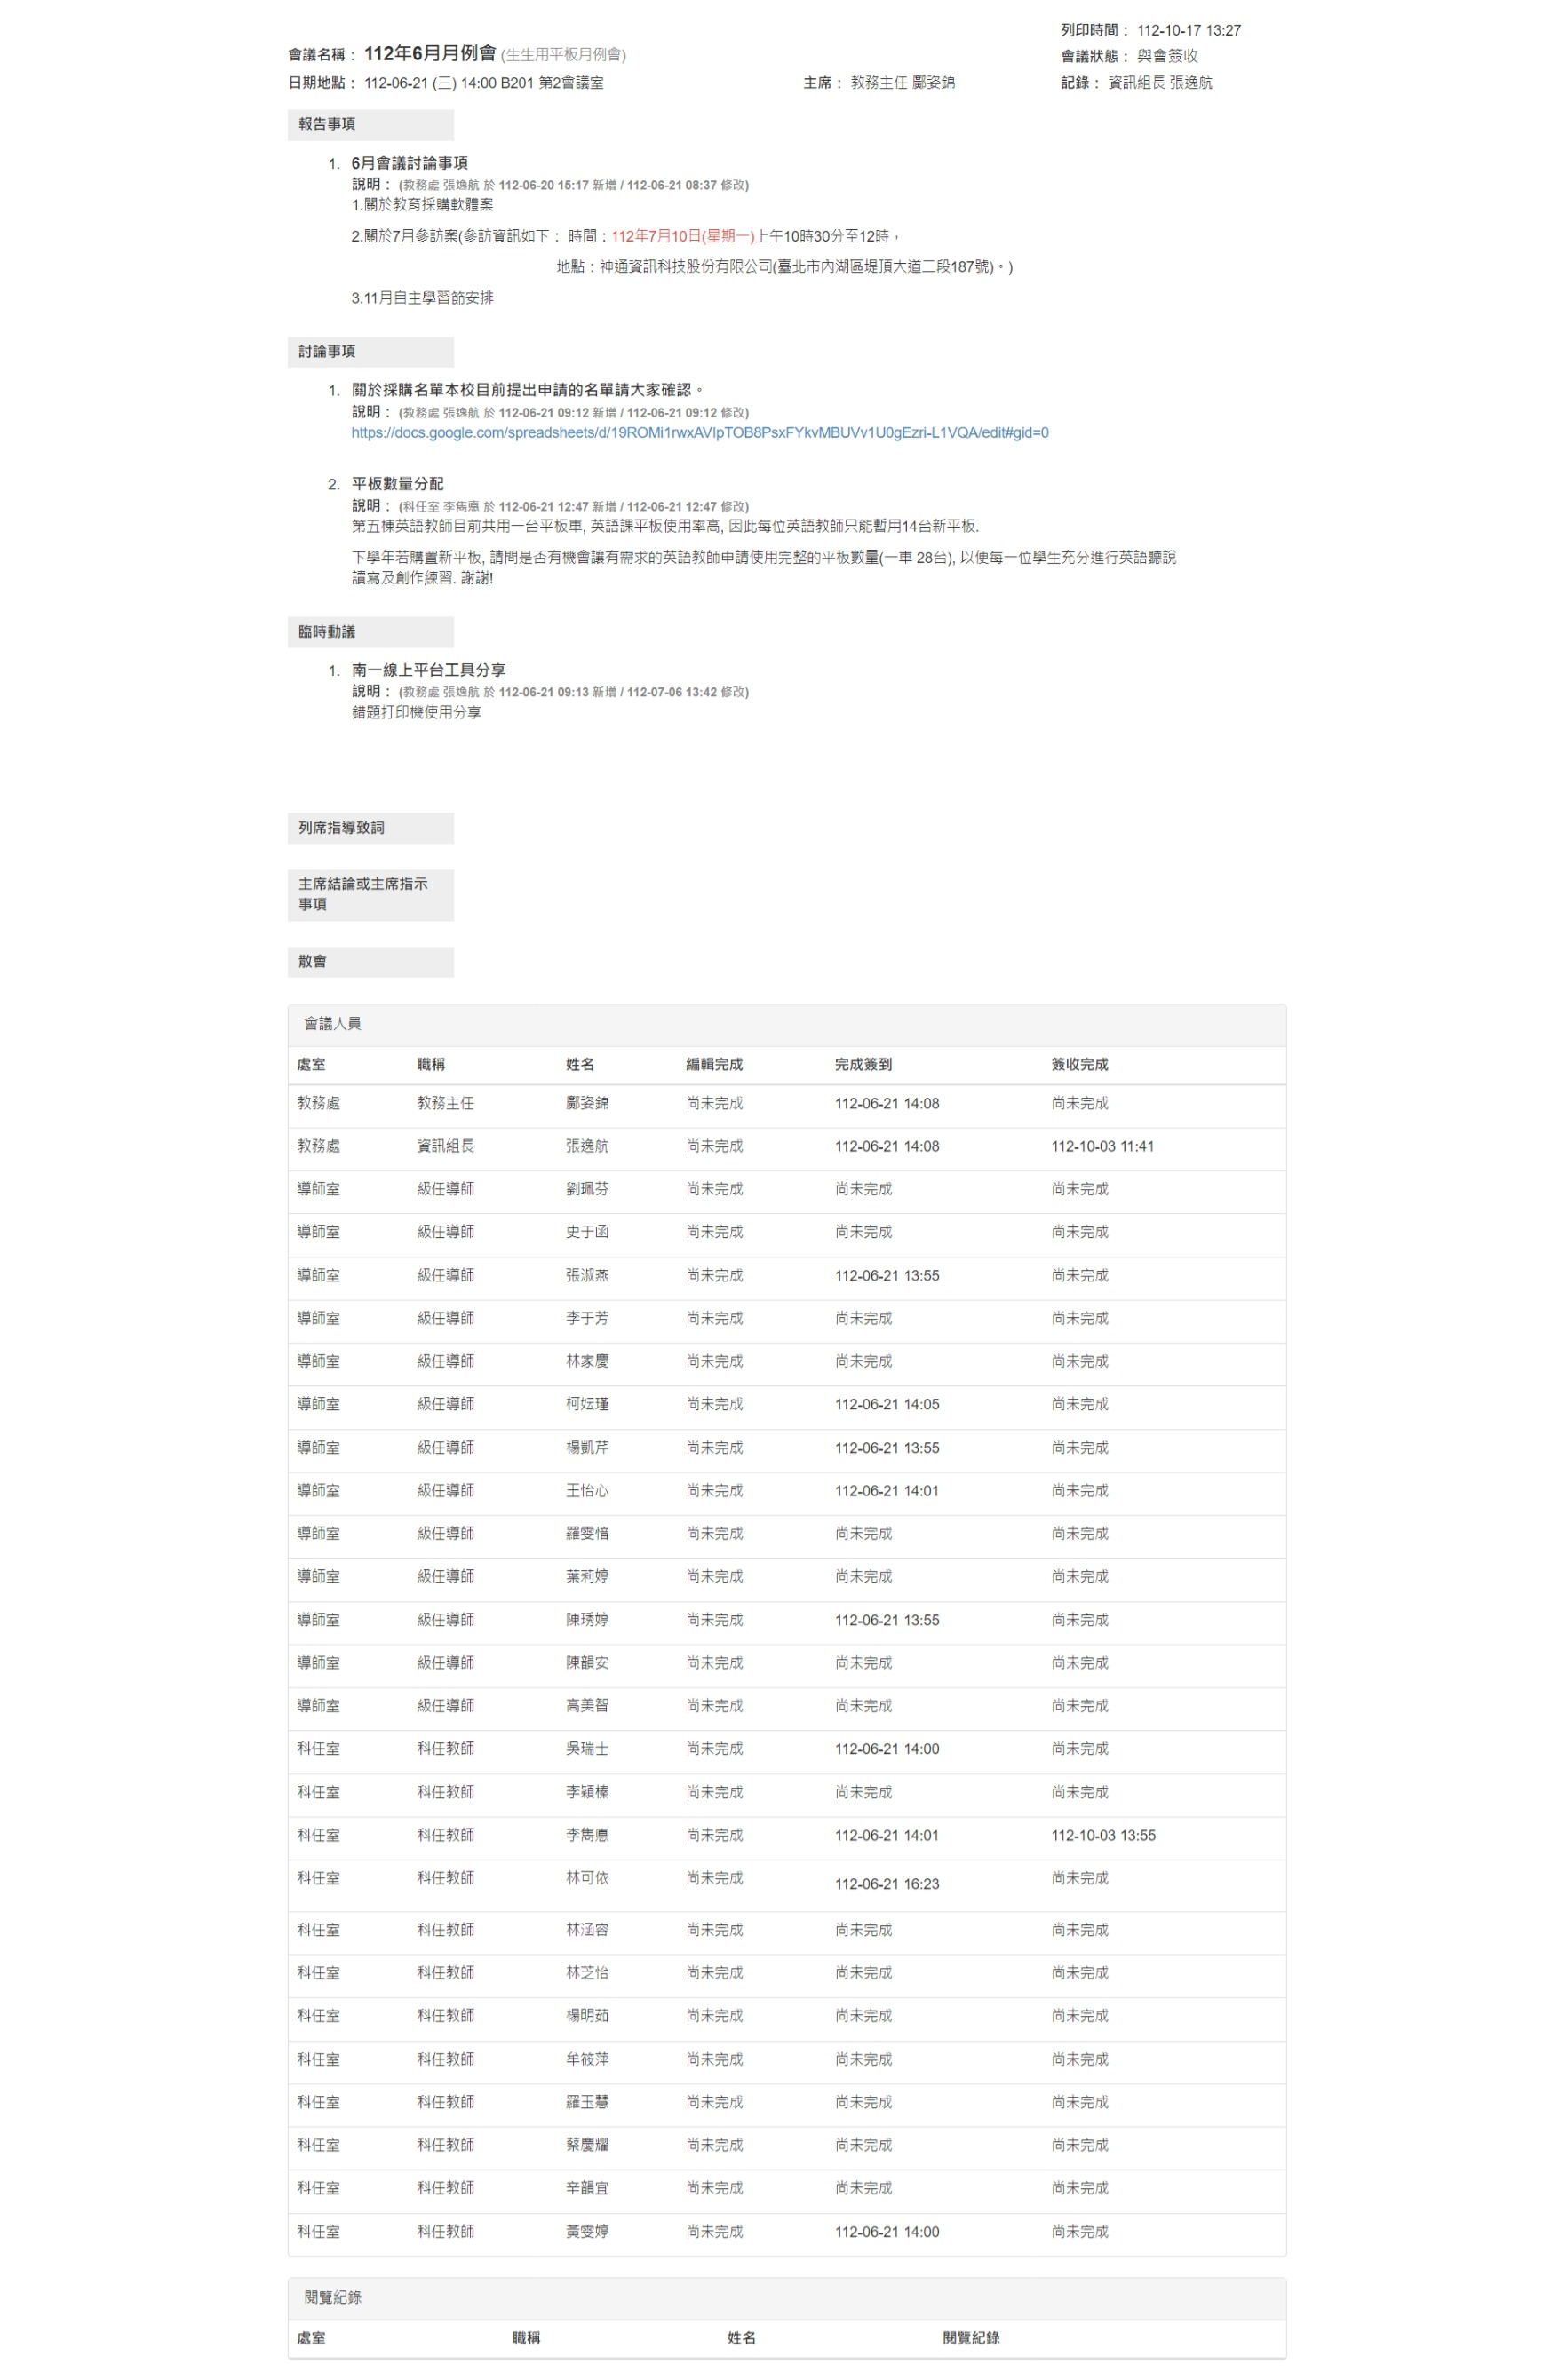 列印時間： 112-10-17 13:27
會議名稱： 112年6月月例會 (生生用平板月例會)
會議狀態： 與會簽收
日期地點： 112-06-21 (三) 14:00 B201 第2會議室 主席： 教務主任 鄺姿錦 記錄： 資訊組長 張逸航
報告事項
1. 6月會議討論事項
說明： (教務處 張逸航 於 112-06-20 15:17 新增 / 112-06-21 08:37 修改)
1.關於教育採購軟體案
2.關於7月參訪案(參訪資訊如下： 時間：112年7月10日(星期一)上午10時30分至12時，
地點：神通資訊科技股份有限公司(臺北市內湖區堤頂大道二段187號)。)
3.11月自主學習節安排
討論事項
1. 關於採購名單本校目前提出申請的名單請大家確認。
說明： (教務處 張逸航 於 112-06-21 09:12 新增 / 112-06-21 09:12 修改)
https://docs.google.com/spreadsheets/d/19ROMi1rwxAVIpTOB8PsxFYkvMBUVv1U0gEzri-L1VQA/edit#gid=0
2. 平板數量分配
說明： (科任室 李雋應 於 112-06-21 12:47 新增 / 112-06-21 12:47 修改)
第五棟英語教師目前共用一台平板車, 英語課平板使用率高, 因此每位英語教師只能暫用14台新平板.
下學年若購置新平板, 請問是否有機會讓有需求的英語教師申請使用完整的平板數量(一車 28台), 以便每一位學生充分進行英語聽說
讀寫及創作練習. 謝謝!
臨時動議
1. 南一線上平台工具分享
說明： (教務處 張逸航 於 112-06-21 09:13 新增 / 112-07-06 13:42 修改)
錯題打印機使用分享
列席指導致詞
主席結論或主席指示
事項
散會
會議人員
處室 職稱 姓名 編輯完成 完成簽到 簽收完成
教務處 教務主任 鄺姿錦 尚未完成 112-06-21 14:08 尚未完成
教務處 資訊組長 張逸航 尚未完成 112-06-21 14:08 112-10-03 11:41
導師室 級任導師 劉珮芬 尚未完成 尚未完成 尚未完成
導師室 級任導師 史于函 尚未完成 尚未完成 尚未完成
導師室 級任導師 張淑燕 尚未完成 112-06-21 13:55 尚未完成
導師室 級任導師 李于芳 尚未完成 尚未完成 尚未完成
導師室 級任導師 林家慶 尚未完成 尚未完成 尚未完成
導師室 級任導師 柯妘瑾 尚未完成 112-06-21 14:05 尚未完成
導師室 級任導師 楊凱芹 尚未完成 112-06-21 13:55 尚未完成
導師室 級任導師 王怡心 尚未完成 112-06-21 14:01 尚未完成
導師室 級任導師 羅雯愔 尚未完成 尚未完成 尚未完成
導師室 級任導師 葉莉婷 尚未完成 尚未完成 尚未完成
導師室 級任導師 陳琇婷 尚未完成 112-06-21 13:55 尚未完成
導師室 級任導師 陳韻安 尚未完成 尚未完成 尚未完成
導師室 級任導師 高美智 尚未完成 尚未完成 尚未完成
科任室 科任教師 吳瑞士 尚未完成 112-06-21 14:00 尚未完成
科任室 科任教師 李穎榛 尚未完成 尚未完成 尚未完成
科任室 科任教師 李雋應 尚未完成 112-06-21 14:01 112-10-03 13:55
科任室 科任教師 林可依 尚未完成 112-06-21 16:23 尚未完成
科任室 科任教師 林涵容 尚未完成 尚未完成 尚未完成
科任室 科任教師 林芝怡 尚未完成 尚未完成 尚未完成
科任室 科任教師 楊明茹 尚未完成 尚未完成 尚未完成
科任室 科任教師 牟筱萍 尚未完成 尚未完成 尚未完成
科任室 科任教師 羅玉慧 尚未完成 尚未完成 尚未完成
科任室 科任教師 蔡慶耀 尚未完成 尚未完成 尚未完成
科任室 科任教師 辛韻宜 尚未完成 尚未完成 尚未完成
科任室 科任教師 黃雯婷 尚未完成 112-06-21 14:00 尚未完成
閱覽紀錄
處室 職稱 姓名 閱覽紀錄